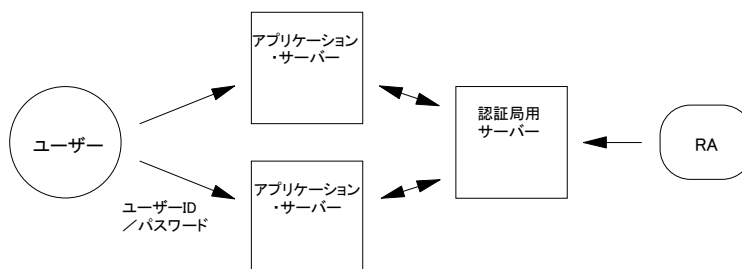 アプリケーション
・サーバー
ユーザー
認証局用
サーバー
RA
アプリケーション
・サーバー
ユーザーID
／パスワード